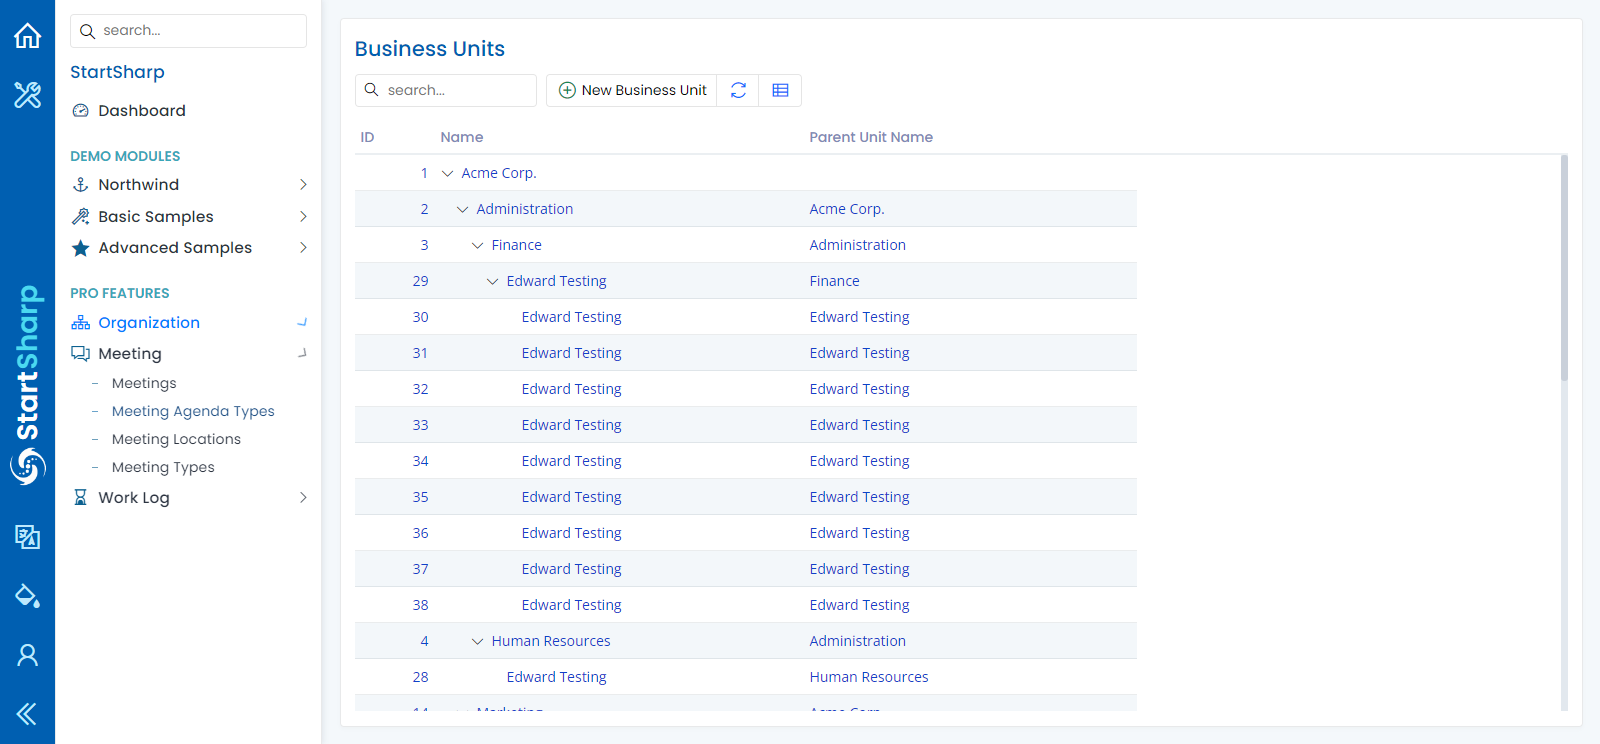 StartSharp
search...
StartSharp
Dashboard
DEMO MODULES
Northwind
Basic Samples
Advanced Samples
PRO FEATURES
Organization
Meeting
Meetings
Meeting Agenda Types
Meeting Locations
Meeting Types
Work Log
Business Units
search...
New Business Unit
ID Name Parent Unit Name
1 Acme Corp.
2 Administration Acme Corp.
3 Finance Administration
29 Edward Testing Finance
30 Edward Testing Edward Testing
31 Edward Testing Edward Testing
32 Edward Testing Edward Testing
33 Edward Testing Edward Testing
34 Edward Testing Edward Testing
35 Edward Testing Edward Testing
36 Edward Testing Edward Testing
37 Edward Testing Edward Testing
38 Edward Testing Edward Testing
4 Human Resources Administration
28 Edward Testing Human Resources
14 Marketing Acme Corp.